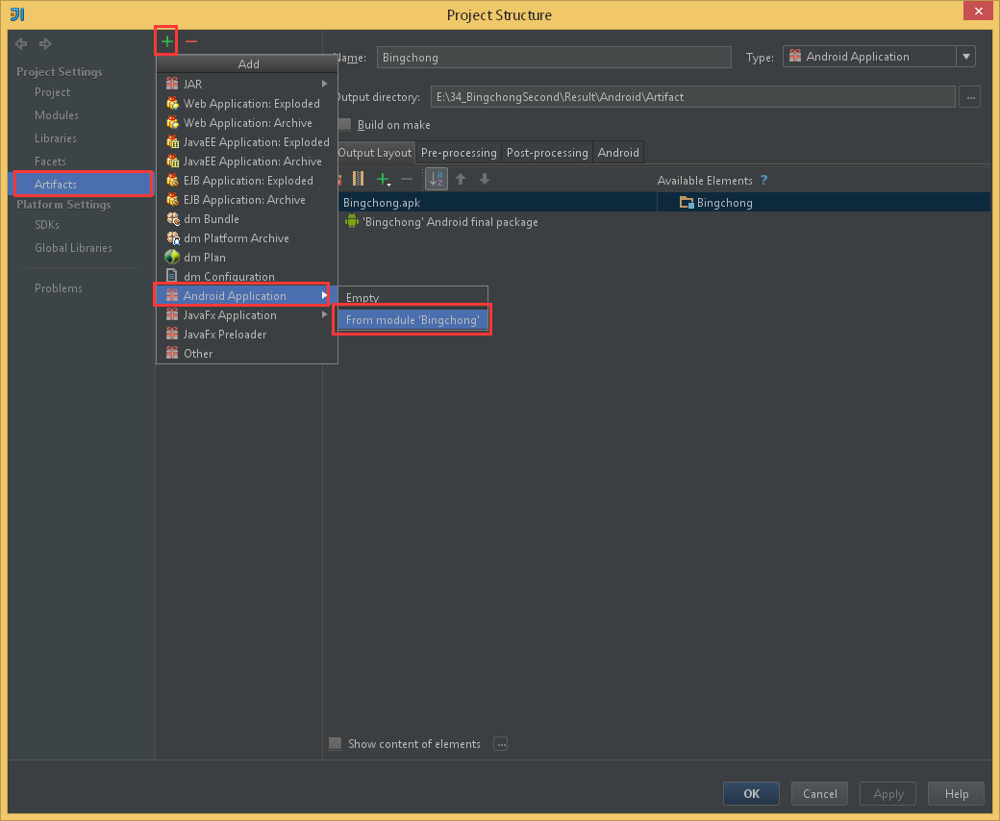 Project Structure
Project Settings
Project
Modules
Libraries
Facets
Artifacts
Platform Settings
SDKs
Global Libraries
Problems
Add
JAR
Web Application: Exploded
Web Application: Archive
JavaEE Application: Exploded
JavaEE Application: Archive
EJB Application: Exploded
EJB Application: Archive
dm Bundle
dm Platform Archive
dm Plan
dm Configuration
Android Application
JavaFx Application
JavaFx Preloader
Other
Empty
From module 'Bingchong'
ame: Bingchong Type: Android Application
utput directory: E:\34_BingchongSecond\Result\Android\Artifact ...
Build on make
Output Layout Pre-processing Post-processing Android
Available Elements ?
Bingchong.apk Bingchong
'Bingchong' Android final package
Show content of elements ...
OK Cancel Apply Help